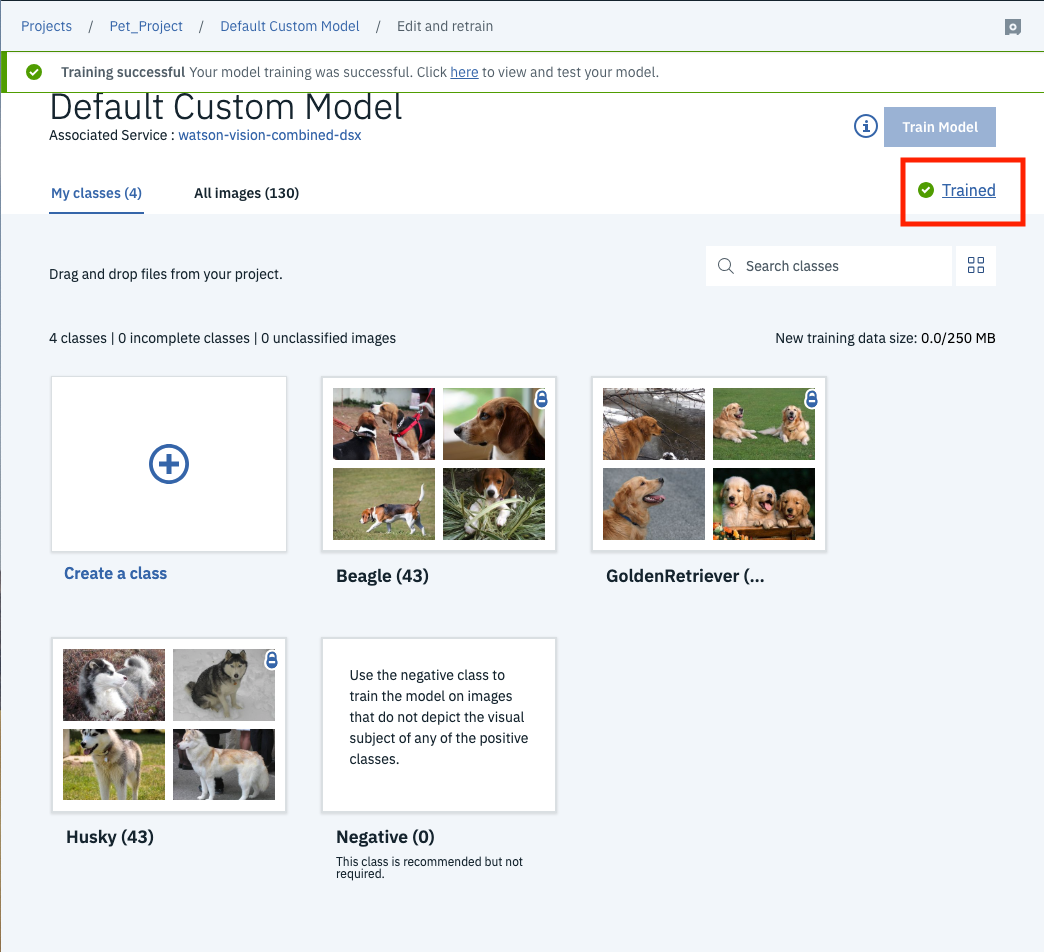 Projects / Pet_Project / Default Custom Model / Edit and retrain
Training successful Your model training was successful. Click here to view and test your model.
Default Custom Model
Associated Service : watson-vision-combined-dsx
Train Model
My classes (4)
All images (130)
Trained
Drag and drop files from your project.
Search classes
4 classes | 0 incomplete classes | 0 unclassified images
New training data size: 0.0/250 MB
Create a class
Beagle (43)
GoldenRetriever (...
Use the negative class to
train the model on images
that do not depict the visual
subject of any of the positive
classes.
Husky (43)
Negative (0)
This class is recommended but not
required.